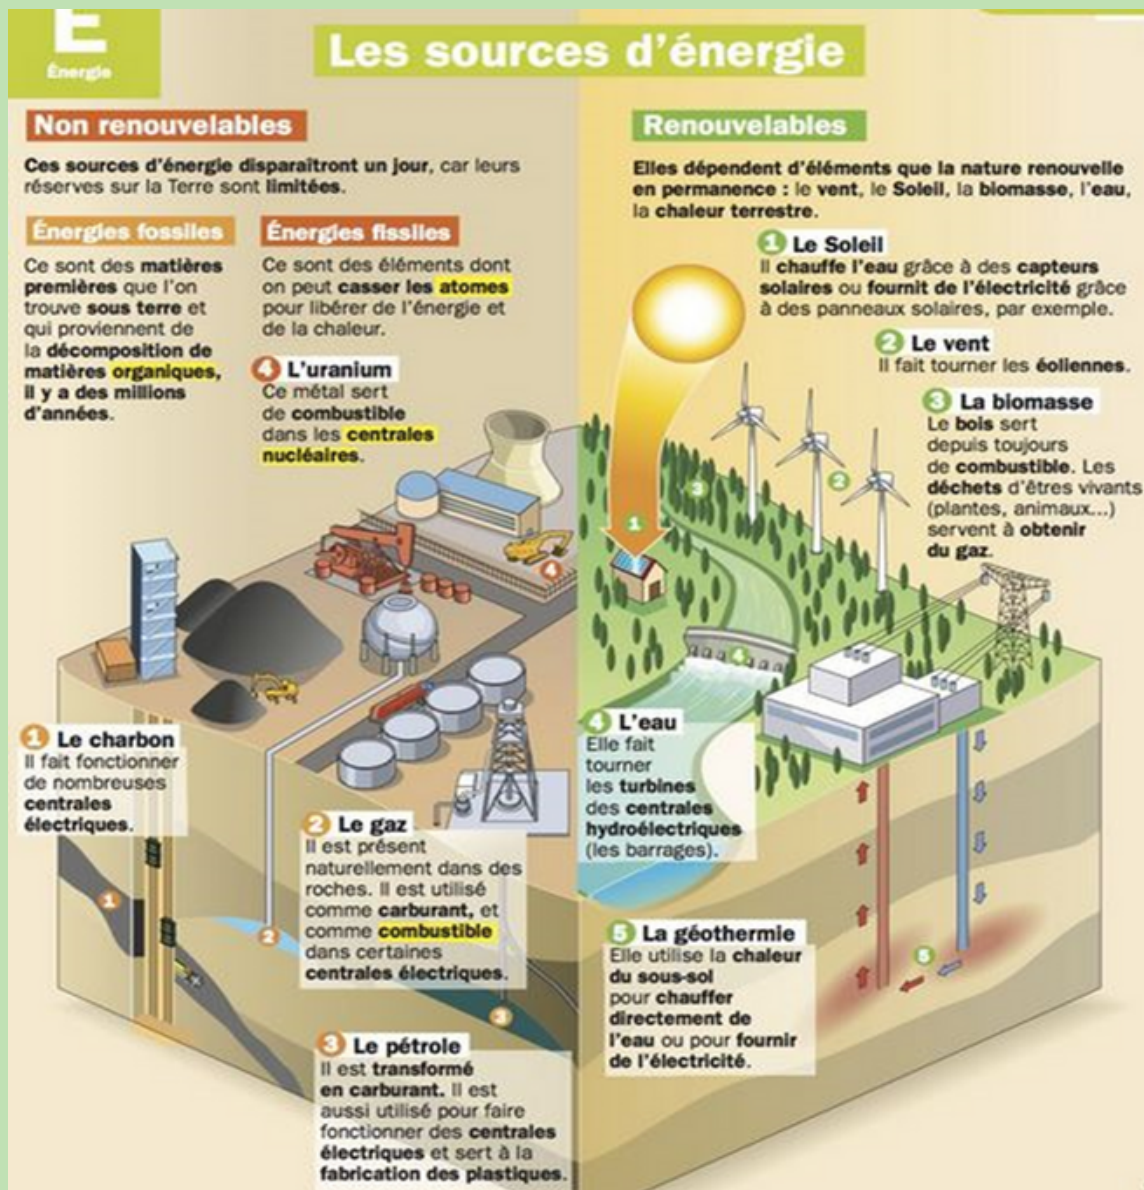 E
Énergie
Les sources d'énergie
Non renouvelables
Ces sources d'énergie disparaîtront un jour, car leurs
réserves sur la Terre sont limitées.
Énergies fossiles
Ce sont des matières
premières que l'on
trouve sous terre et
qui proviennent de
la décomposition de
matières organiques,
il y a des millions
d'années.
Énergies fissiles
Ce sont des éléments dont
on peut casser les atomes
pour libérer de l'énergie et
de la chaleur.
4 L'uranium
Ce métal sert
de combustible
dans les centrales
nucléaires.
4
1 Le charbon
Il fait fonctionner
de nombreuses
centrales
électriques.
1
2 Le gaz
Il est présent
naturellement dans des
roches. Il est utilisé
comme carburant, et
comme combustible
dans certaines
centrales électriques.
2
3
3 Le pétrole
Il est transformé
en carburant. Il est
aussi utilisé pour faire
fonctionner des centrales
électriques et sert à la
fabrication des plastiques.
Renouvelables
Elles dépendent d'éléments que la nature renouvelle
en permanence : le vent, le Soleil, la biomasse, l'eau,
la chaleur terrestre.
1 Le Soleil
Il chauffe l'eau grâce à des capteurs
solaires ou fournit de l'électricité grâce
à des panneaux solaires, par exemple.
2 Le vent
Il fait tourner les éoliennes.
3 La biomasse
Le bois sert
depuis toujours
de combustible. Les
déchets d'êtres vivants
(plantes, animaux...)
servent à obtenir
du gaz.
3
2
1
4
4 L'eau
Elle fait
tourner
les turbines
des centrales
hydroélectriques
(les barrages).
5 La géothermie
Elle utilise la chaleur
du sous-sol
pour chauffer
directement de
l'eau ou pour fournir
de l'électricité.
5